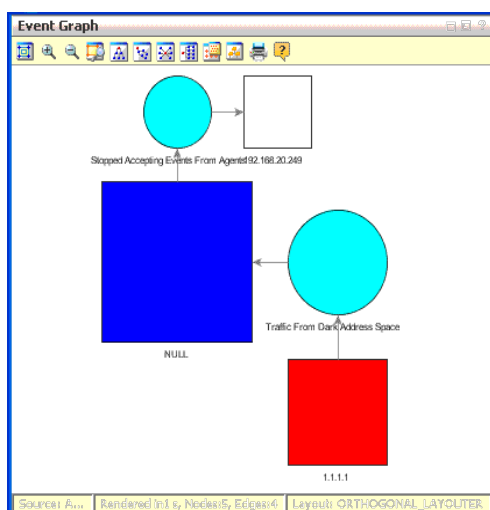 Event Graph
Stopped Accepting Events From Agents 192.168.20.249
NULL
Traffic From Dark Address Space
1.1.1.1
Source: A... Rendered in 1 s, Nodes:5, Edges:4 Layout: ORTHOGONAL_LAYOUTER